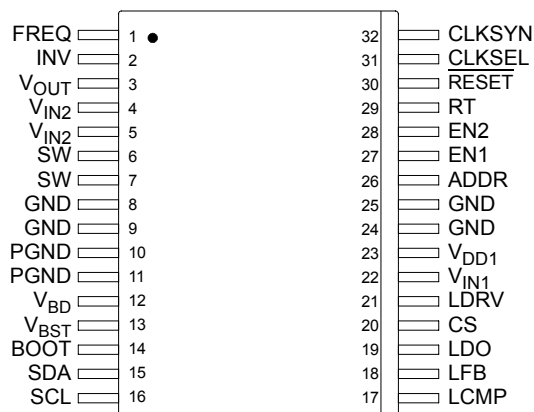 FREQ 1 32 CLKSYN
INV 2 31 CLKSEL
VOUT 3 30 RESET
VIN2 4 29 RT
VIN2 5 28 EN2
SW 6 27 EN1
SW 7 26 ADDR
GND 8 25 GND
GND 9 24 GND
PGND 10 23 VDD1
PGND 11 22 VIN1
VBD 12 21 LDRV
VBST 13 20 CS
BOOT 14 19 LDO
SDA 15 18 LFB
SCL 16 17 LCMP